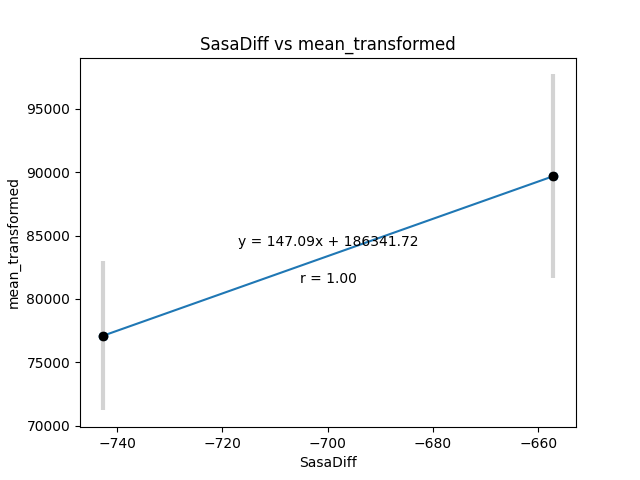 SasaDiff vs mean_transformed
95000
90000
85000
80000
75000
70000
mean_transformed
y = 147.09x + 186341.72
r = 1.00
−740
−720
−700
−680
−660
SasaDiff